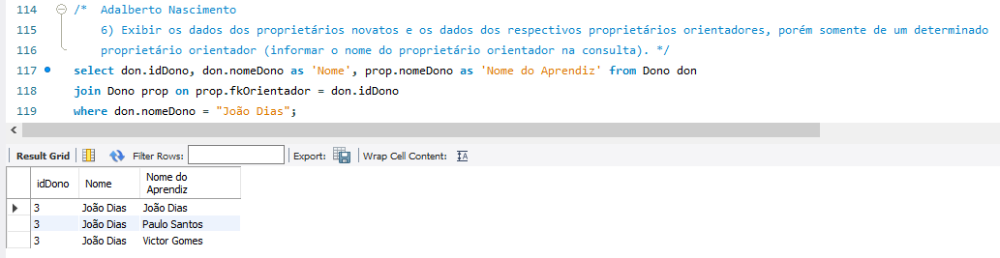 114 /* Adalberto Nascimento
115 6) Exibir os dados dos proprietários novatos e os dados dos respectivos proprietários orientadores, porém somente de um determinado
116 proprietário orientador (informar o nome do proprietário orientador na consulta). */
117 select don.idDono, don.nomeDono as 'Nome', prop.nomeDono as 'Nome do Aprendiz' from Dono don
118 join Dono prop on prop.fkOrientador = don.idDono
119 where don.nomeDono = "João Dias";
Result Grid Filter Rows: Export: Wrap Cell Content: IA
idDono Nome Nome do
Aprendiz
3 João Dias João Dias
3 João Dias Paulo Santos
3 João Dias Victor Gomes